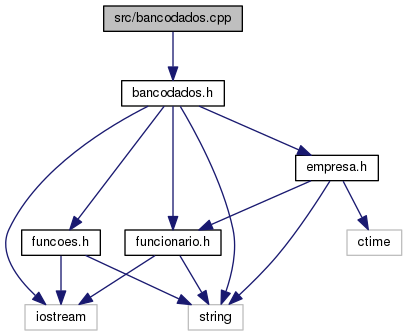 src/bancodados.cpp
bancodados.h
empresa.h
funcoes.h
funcionario.h
ctime
iostream
string